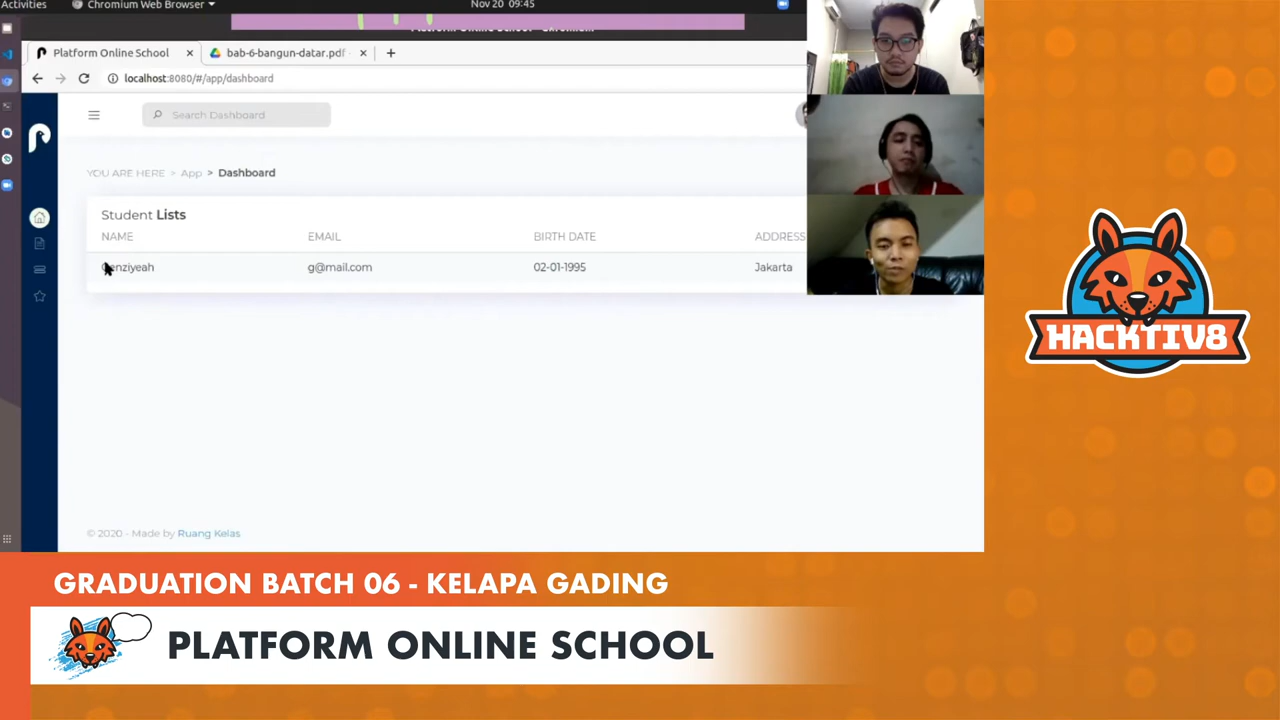 Activities
Chromium Web Browser
Nov 20 09:45
Platform Online School
bab-6-bangun-datar.pdf
localhost:8080/#/app/dashboard
Search Dashboard
YOU ARE HERE > App > Dashboard
Student Lists
NAME EMAIL BIRTH DATE ADDRESS
g@mail.com 02-01-1995 Jakarta
© 2020 - Made by Ruang Kelas
HACKTIV8
GRADUATION BATCH 06 - KELAPA GADING
PLATFORM ONLINE SCHOOL